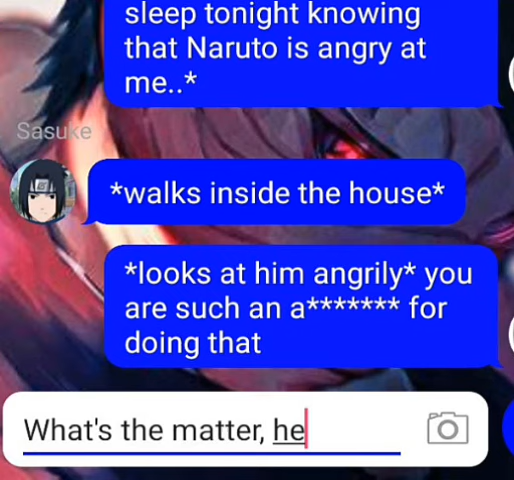 sleep tonight knowing
that Naruto is angry at
me..*
Sasuke
*walks inside the house*
*looks at him angrily* you
are such an a******* for
doing that
What's the matter, he